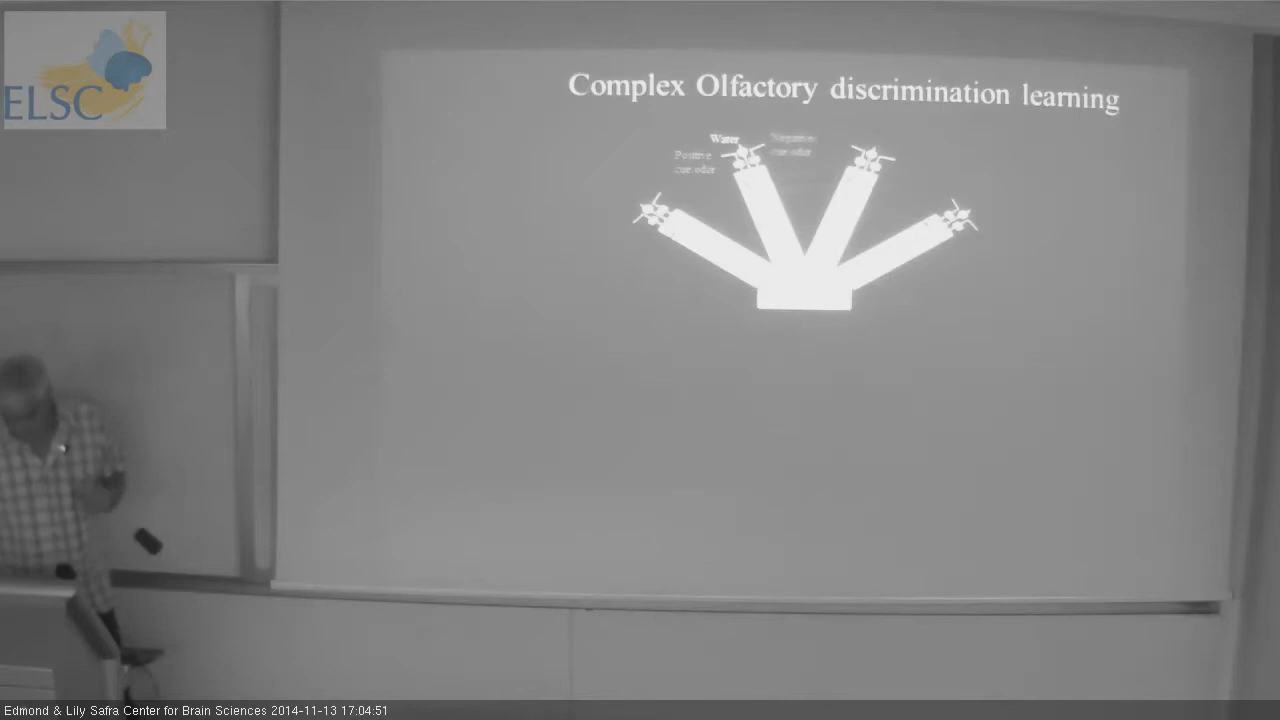 ELSC
Complex Olfactory discrimination learning
Water
Negative
cue odor
Positive
cue odor
Edmond & Lily Safra Center for Brain Sciences 2014-11-13 17:04:51